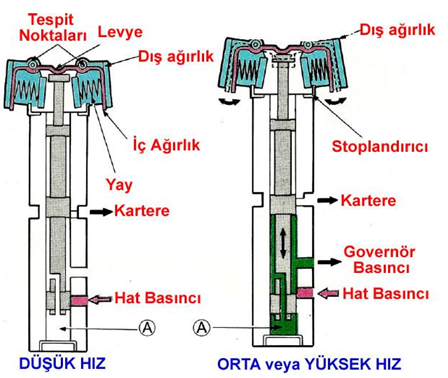 Tespit
Noktaları
Levye
Dış ağırlık
İç Ağırlık
Yay
Kartere
Hat Basıncı
A
DÜŞÜK HIZ
Dış ağırlık
Stoplandırıcı
Kartere
Governör
Basıncı
Hat Basıncı
A
ORTA veya YÜKSEK HIZ